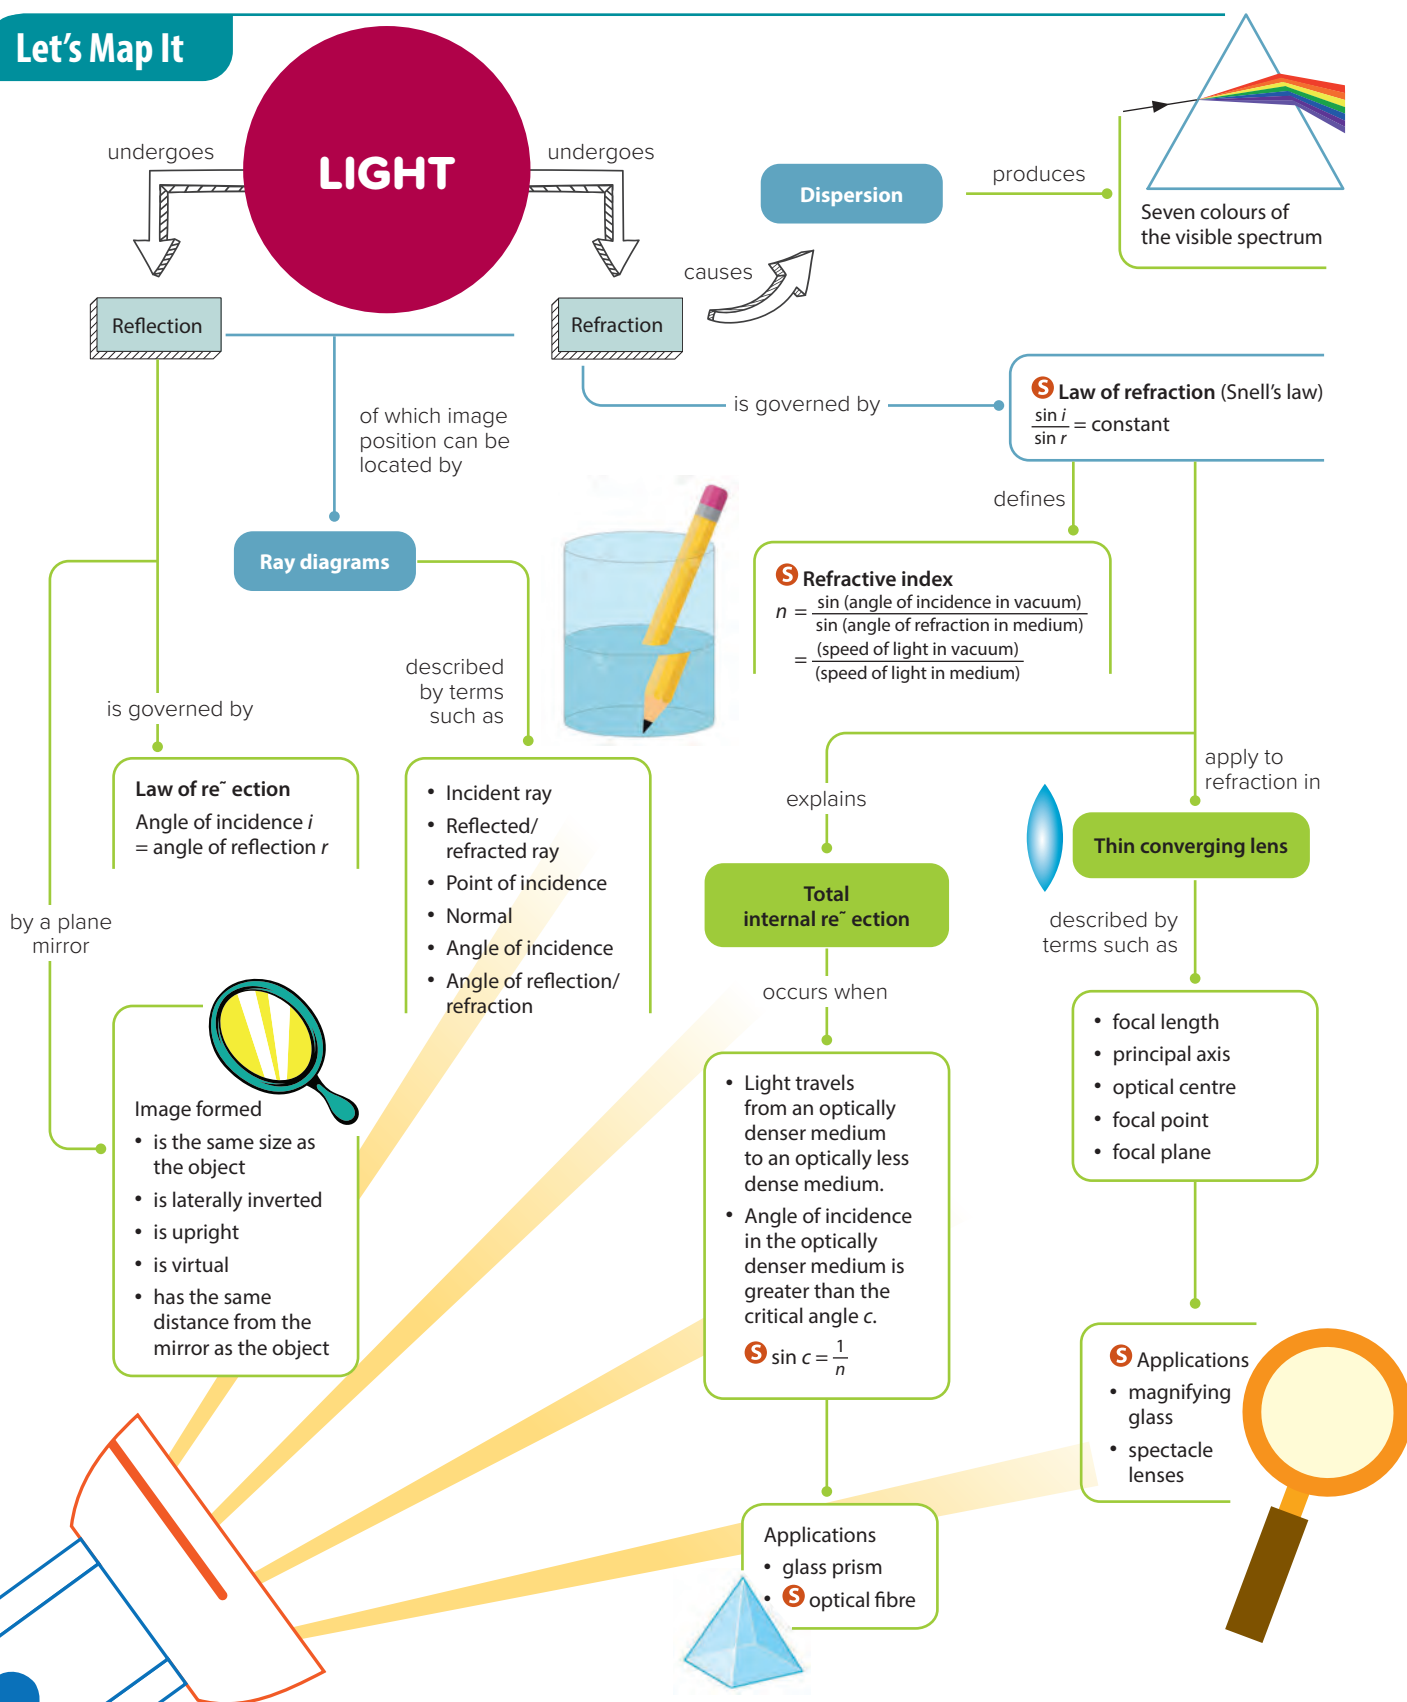 Let's Map It
LIGHT
undergoes
undergoes
Reflection
Refraction
causes
Dispersion
produces
Seven colours of
the visible spectrum
of which image
position can be
located by
is governed by
S Law of refraction (Snell's law)
sin i / sin r = constant
defines
Ray diagrams
S Refractive index
n = sin (angle of incidence in vacuum) / sin (angle of refraction in medium)
= (speed of light in vacuum) / (speed of light in medium)
described
by terms
such as
is governed by
Law of re˜ ection
Angle of incidence i
= angle of reflection r
• Incident ray
• Reflected/
refracted ray
• Point of incidence
• Normal
• Angle of incidence
• Angle of reflection/
refraction
by a plane
mirror
Image formed
• is the same size as
the object
• is laterally inverted
• is upright
• is virtual
• has the same
distance from the
mirror as the object
explains
Total
internal re˜ ection
occurs when
• Light travels
from an optically
denser medium
to an optically less
dense medium.
• Angle of incidence
in the optically
denser medium is
greater than the
critical angle c.
S sin c = 1 / n
Applications
• glass prism
• S optical fibre
apply to
refraction in
Thin converging lens
described by
terms such as
• focal length
• principal axis
• optical centre
• focal point
• focal plane
S Applications
• magnifying
glass
• spectacle
lenses